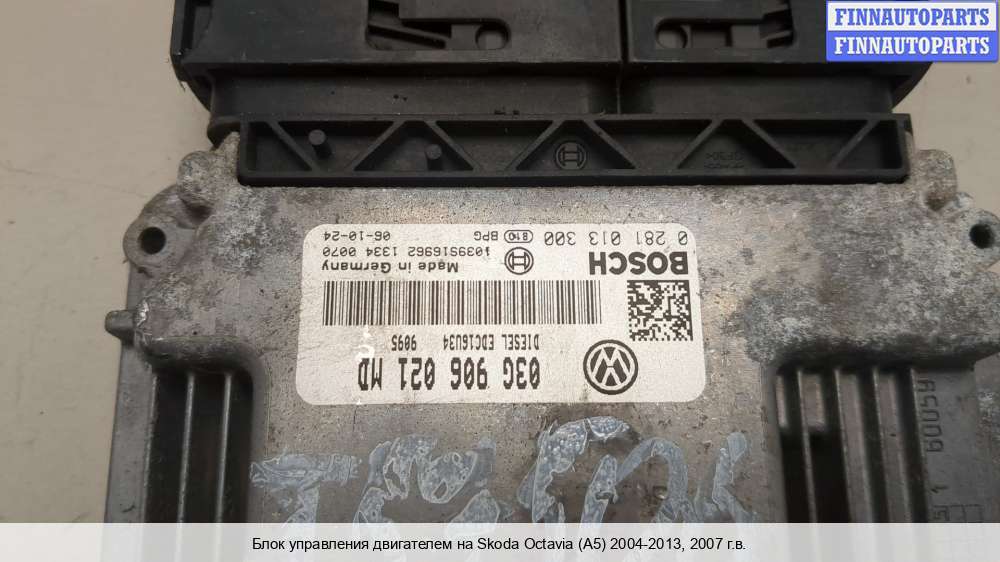 FINNAUTOPARTS
FINNAUTOPARTS
03G 906 021 MD
DIESEL EDC16U34 9095
Made in Germany
BOSCH
1039S16962 1334 0070
0 281 013 300 BPG 06-10-24
Блок управления двигателем на Skoda Octavia (A5) 2004-2013, 2007 г.в.